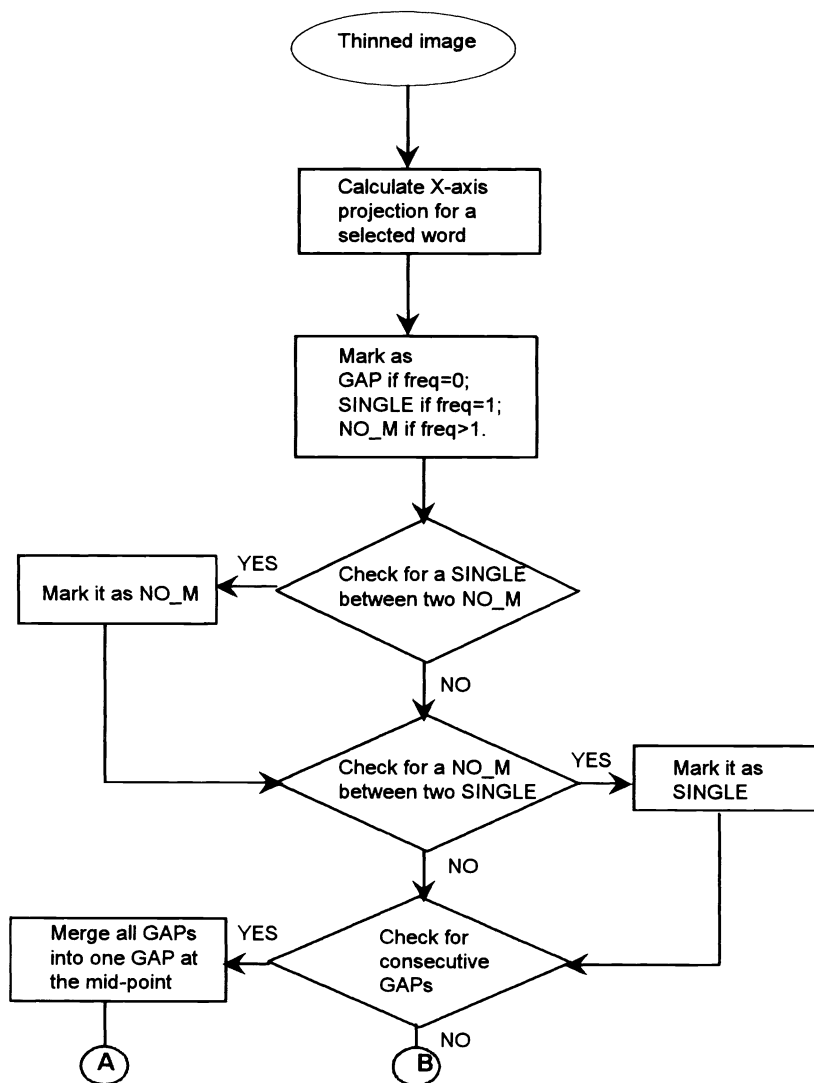 Thinned image
Calculate X-axis
projection for a
selected word
Mark as
GAP if freq=0;
SINGLE if freq=1;
NO_M if freq>1.
YES
Check for a SINGLE
between two NO_M
Mark it as NO_M
NO
Check for a NO_M
between two SINGLE
YES
Mark it as
SINGLE
NO
Merge all GAPs
into one GAP at
the mid-point
YES
Check for
consecutive
GAPs
NO
A
B